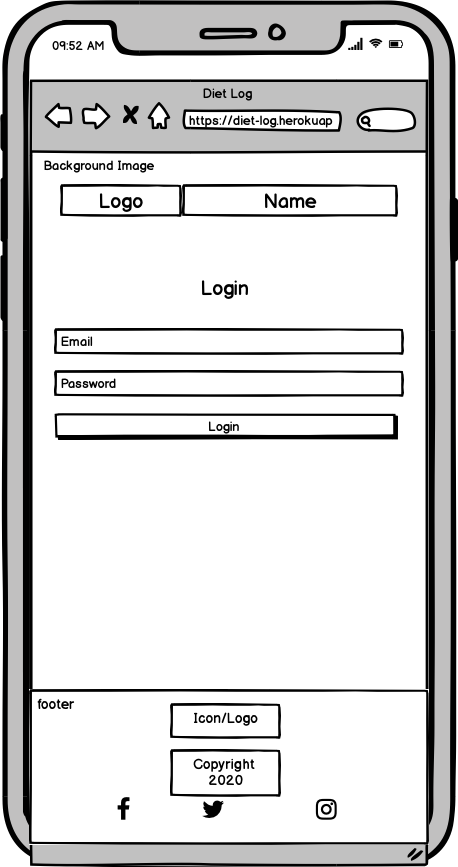 09:52 AM
Diet Log
https://diet-log.herokuap
Background Image
Logo
Name
Login
Email
Password
Login
footer
Icon/Logo
Copyright
2020